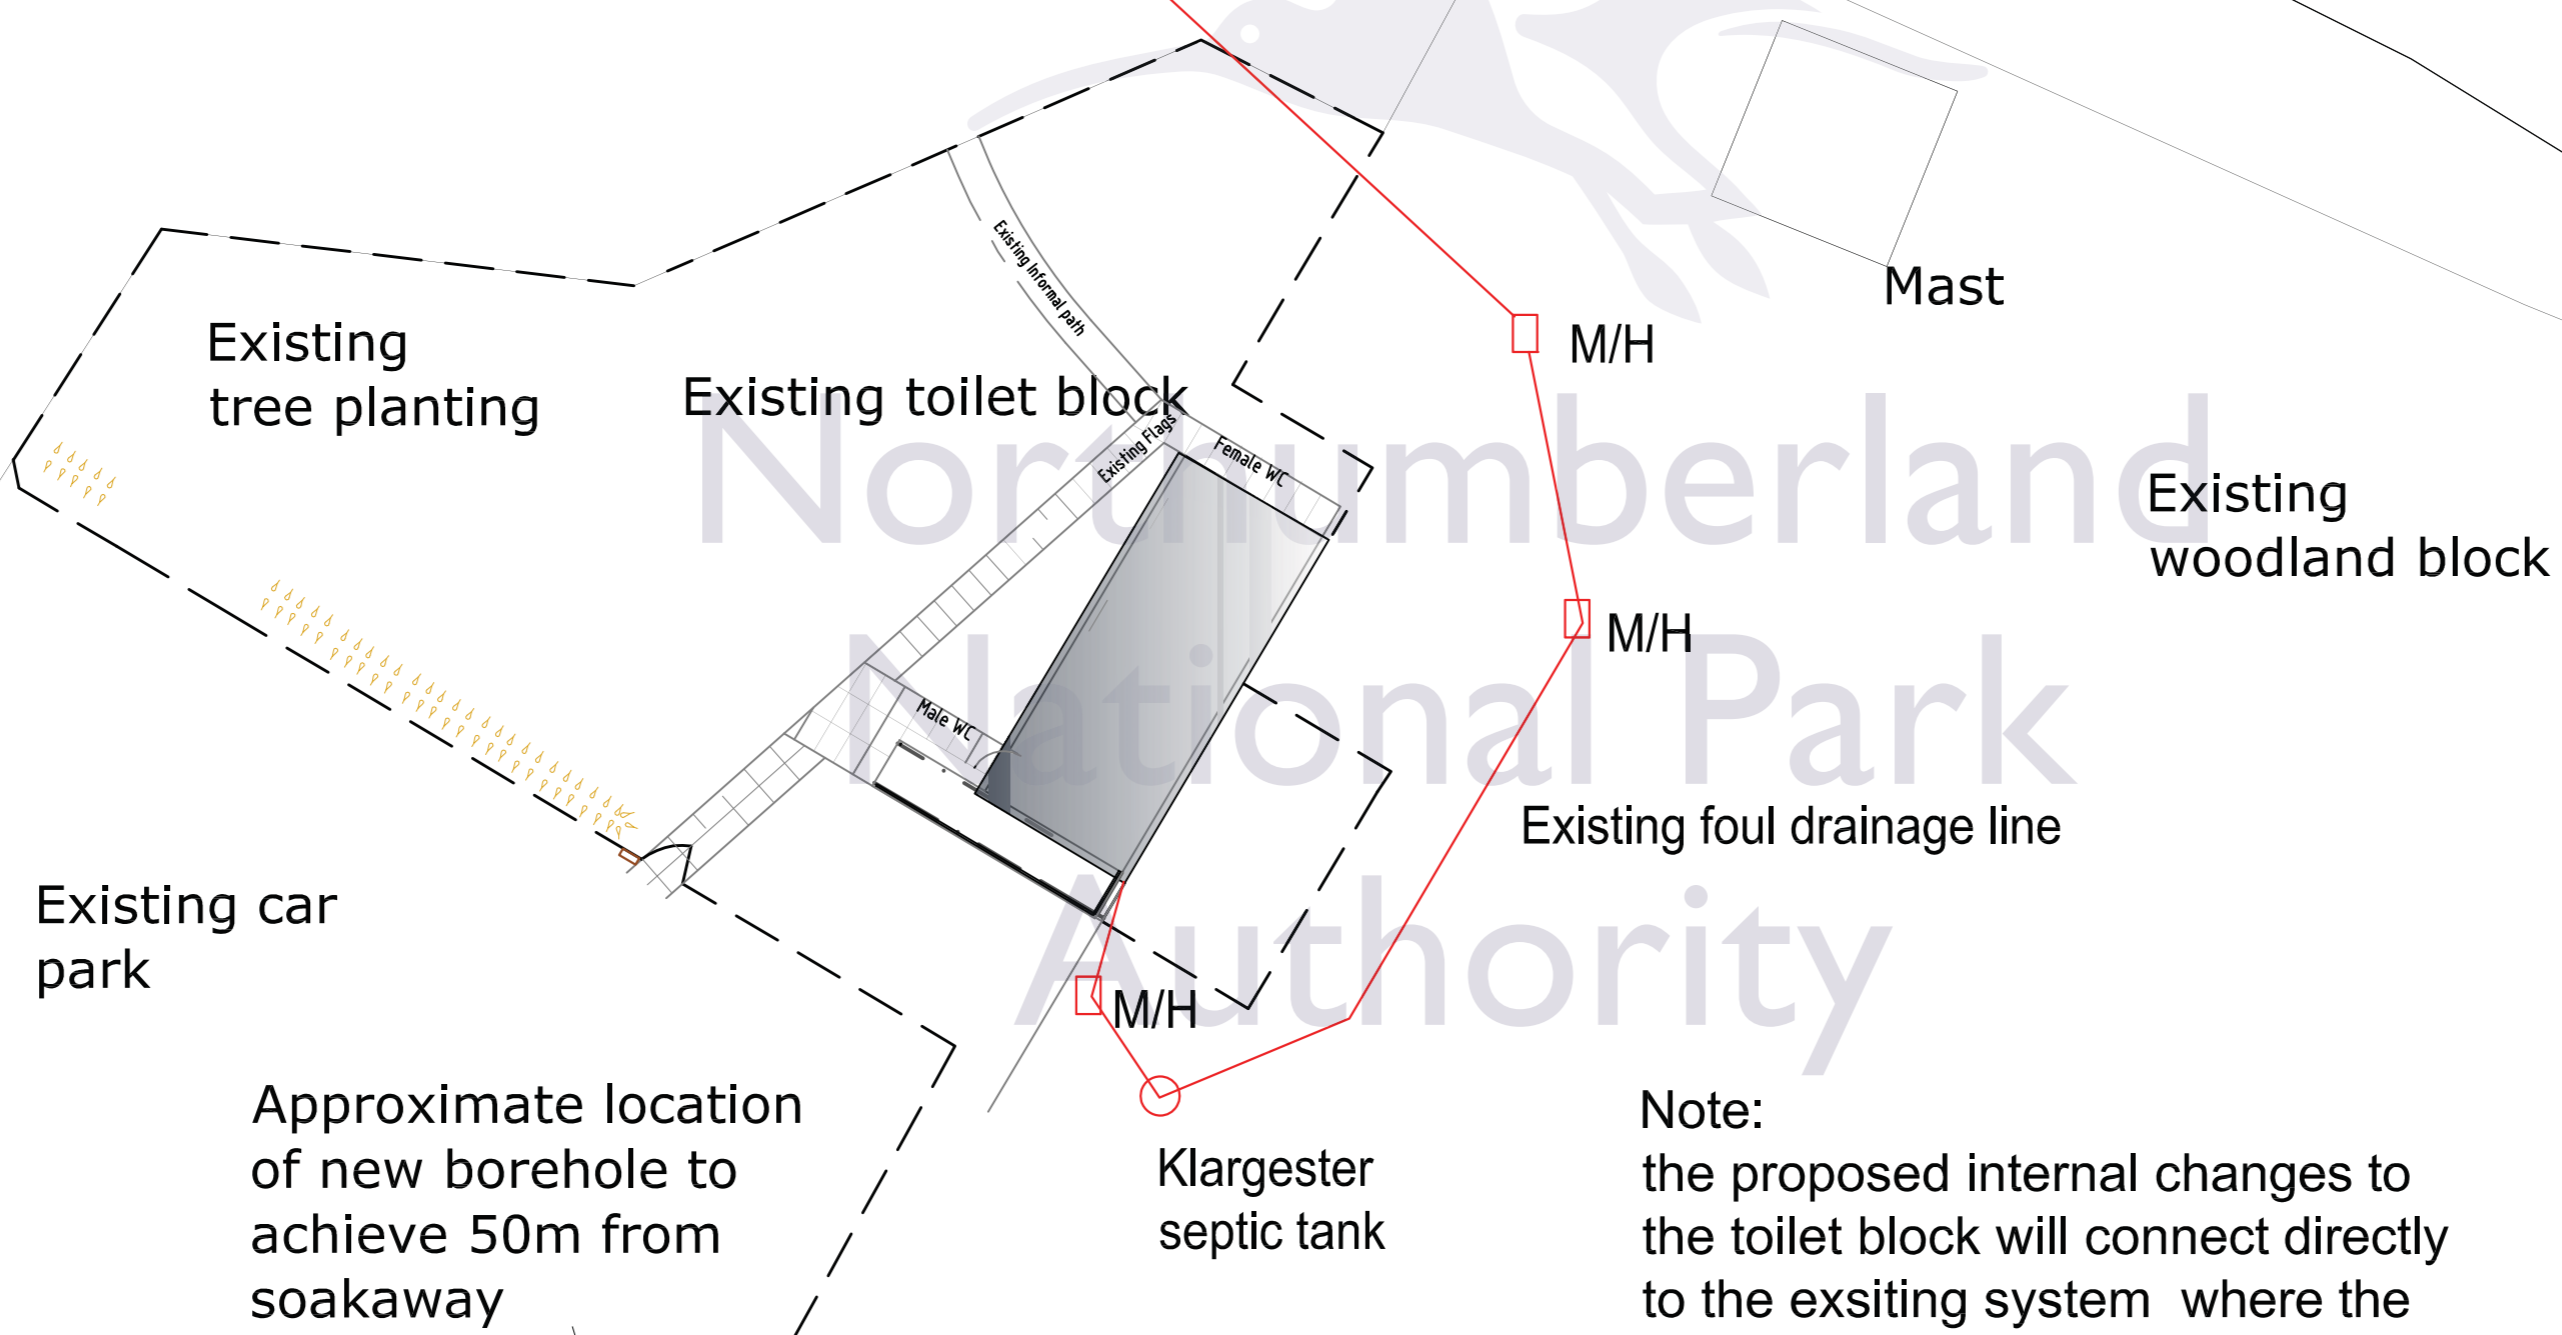 Existing Informal path
Mast
M/H
Existing
tree planting
Existing toilet block
Existing Flags
Female WC
Northumberland
National Park
Authority
Existing
woodland block
M/H
Male WC
Existing foul drainage line
Existing car
park
M/H
Approximate location
of new borehole to
achieve 50m from
soakaway
Klargester
septic tank
Note:
the proposed internal changes to
the toilet block will connect directly
to the exsiting system where the